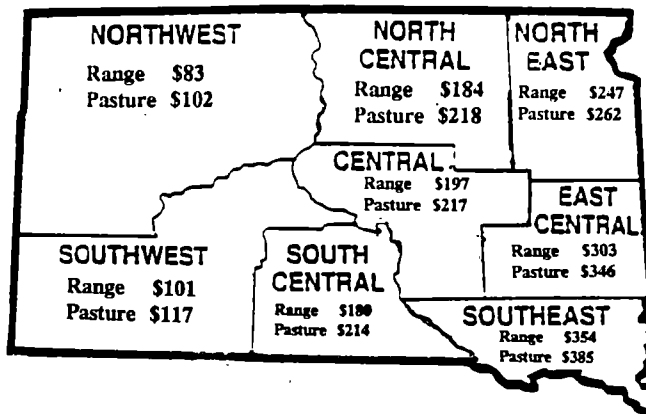 NORTHWEST
Range $83
Pasture $102
NORTH
CENTRAL
Range $184
Pasture $218
NORTH
EAST
Range $247
Pasture $262
CENTRAL
Range $197
Pasture $217
EAST
CENTRAL
Range $303
Pasture $346
SOUTHWEST
Range $101
Pasture $117
SOUTH
CENTRAL
Range $180
Pasture $214
SOUTHEAST
Range $354
Pasture $385